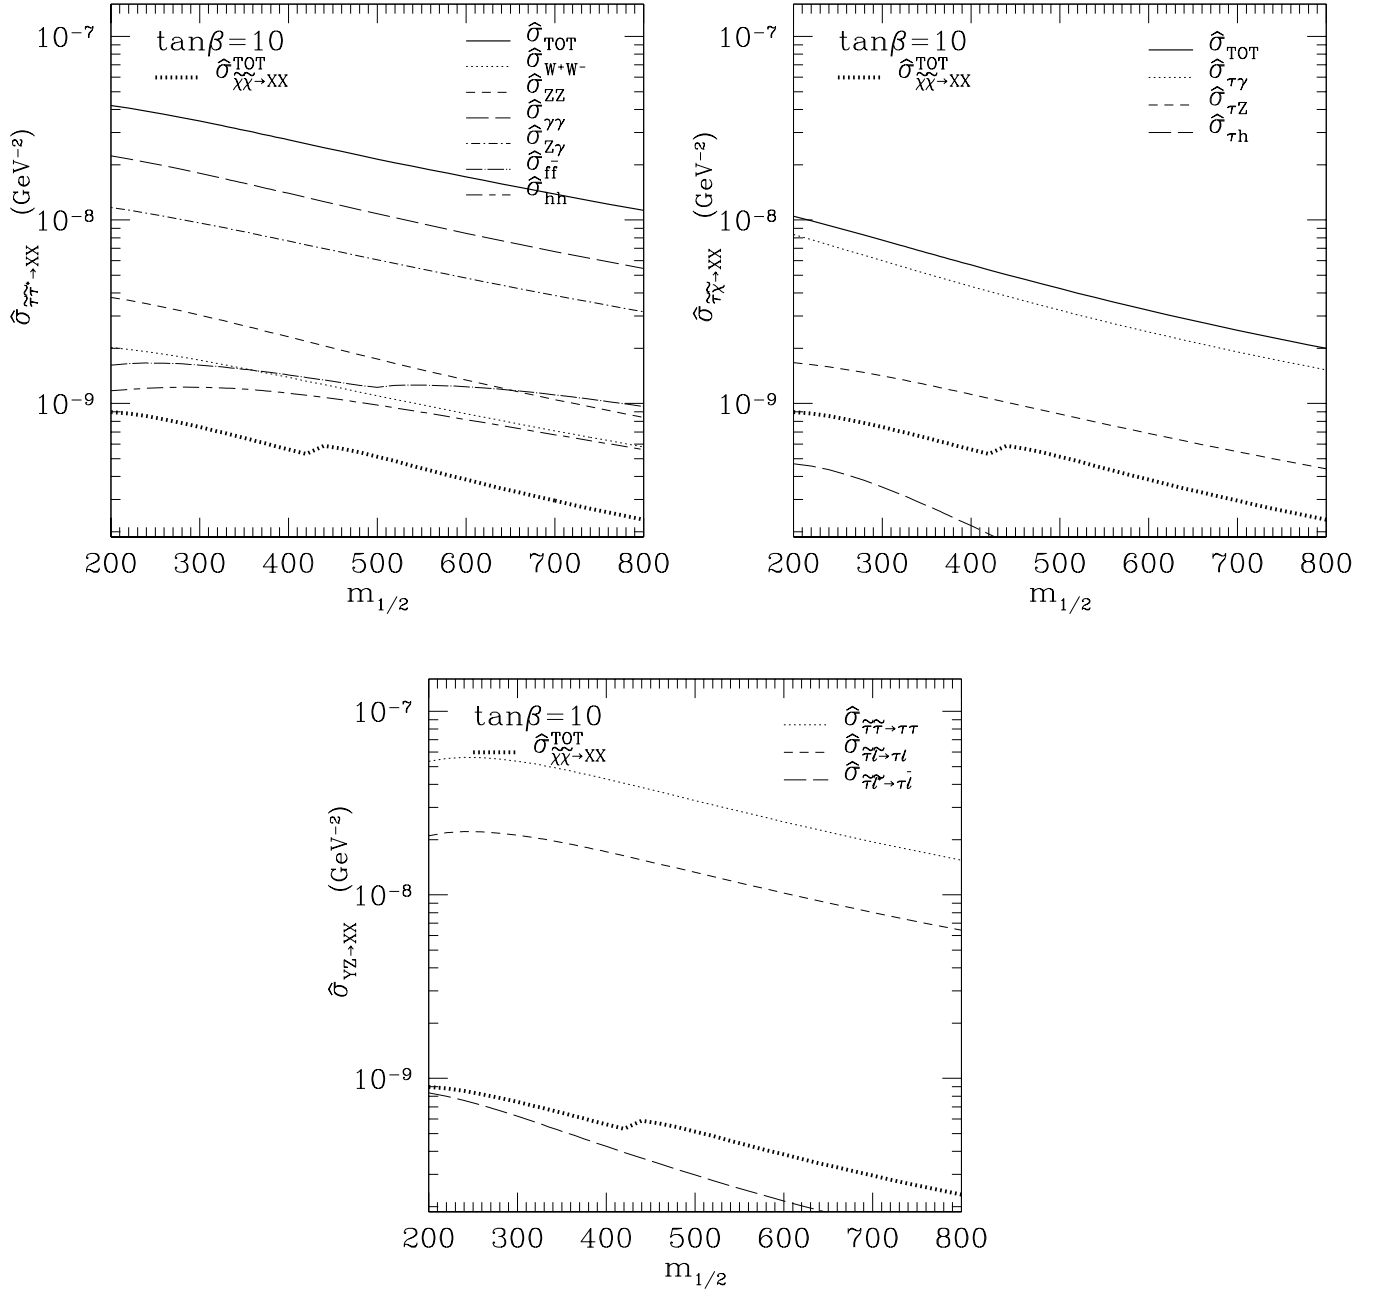 tanβ=10
σ̂^TOT_χ̃χ̃→XX
σ̂_TOT
σ̂_W⁺W⁻
σ̂_ZZ
σ̂_γγ
σ̂_Zγ
σ̂_ff̄
σ̂_hh
σ̂_τ̃τ̃*→XX (GeV⁻²)
10⁻⁷
10⁻⁸
10⁻⁹
200 300 400 500 600 700 800
m_1/2
tanβ=10
σ̂^TOT_χ̃χ̃→XX
σ̂_TOT
σ̂_τγ
σ̂_τZ
σ̂_τh
σ̂_τ̃χ̃→XX (GeV⁻²)
10⁻⁷
10⁻⁸
10⁻⁹
200 300 400 500 600 700 800
m_1/2
tanβ=10
σ̂^TOT_χ̃χ̃→XX
σ̂_τ̃τ̃→ττ
σ̂_τ̃l̃→τl
σ̂_τ̃l̃*→τl̄
σ̂_YZ→XX (GeV⁻²)
10⁻⁷
10⁻⁸
10⁻⁹
200 300 400 500 600 700 800
m_1/2